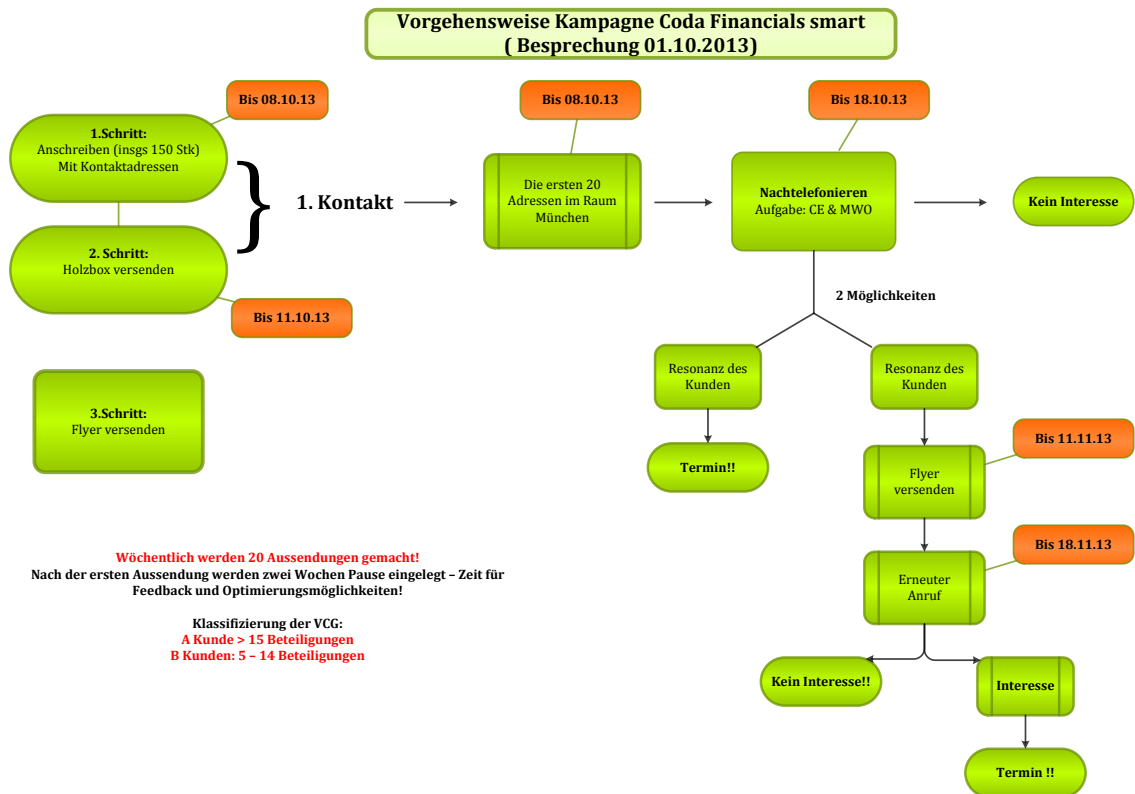 Vorgehensweise Kampagne Coda Financials smart
( Besprechung 01.10.2013)
Bis 08.10.13
1.Schritt:
Anschreiben (insgs 150 Stk)
Mit Kontaktadressen
2. Schritt:
Holzbox versenden
Bis 11.10.13
}
1. Kontakt
Bis 08.10.13
Die ersten 20
Adressen im Raum
München
Bis 18.10.13
Nachtelefonieren
Aufgabe: CE & MWO
Kein Interesse
2 Möglichkeiten
Resonanz des
Kunden
Termin!!
Resonanz des
Kunden
Bis 11.11.13
Flyer
versenden
Bis 18.11.13
Erneuter
Anruf
Kein Interesse!!
Interesse
Termin !!
3.Schritt:
Flyer versenden
Wöchentlich werden 20 Aussendungen gemacht!
Nach der ersten Aussendung werden zwei Wochen Pause eingelegt – Zeit für
Feedback und Optimierungsmöglichkeiten!
Klassifizierung der VCG:
A Kunde > 15 Beteiligungen
B Kunden: 5 – 14 Beteiligungen